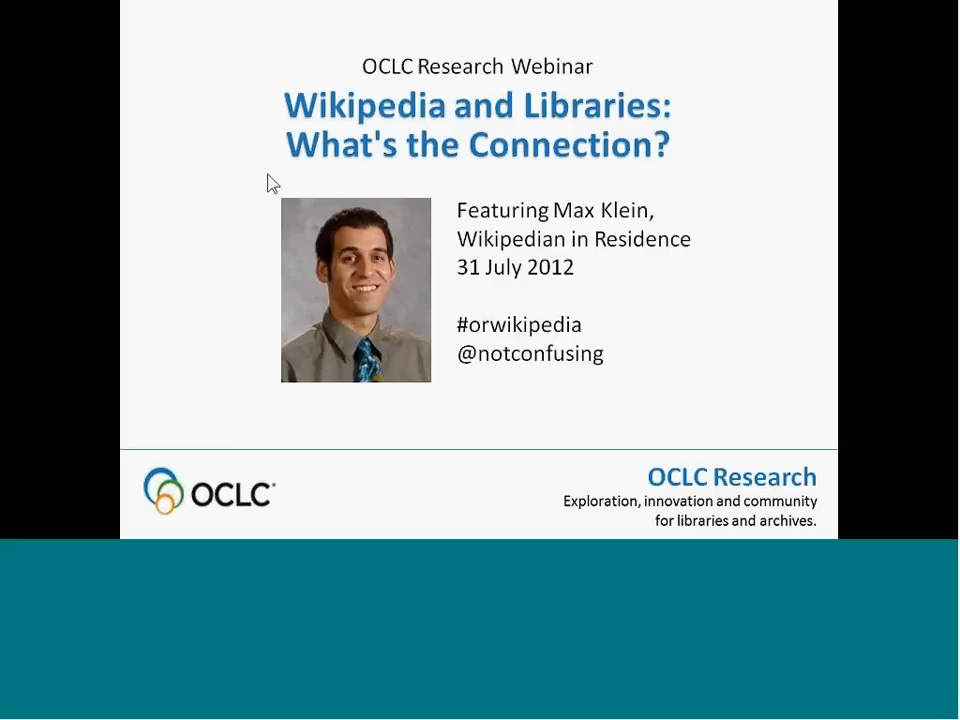 OCLC Research Webinar
Wikipedia and Libraries:
What's the Connection?
Featuring Max Klein,
Wikipedian in Residence
31 July 2012
#orwikipedia
@notconfusing
OCLC
OCLC Research
Exploration, innovation and community
for libraries and archives.